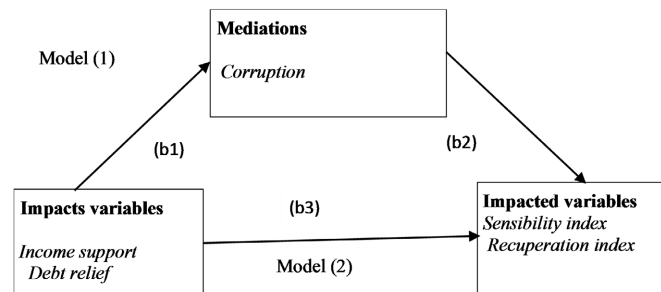 Mediations
Model (1)
Corruption
(b1)
(b2)
Impacts variables
Income support
Debt relief
(b3)
Model (2)
Impacted variables
Sensibility index
Recuperation index